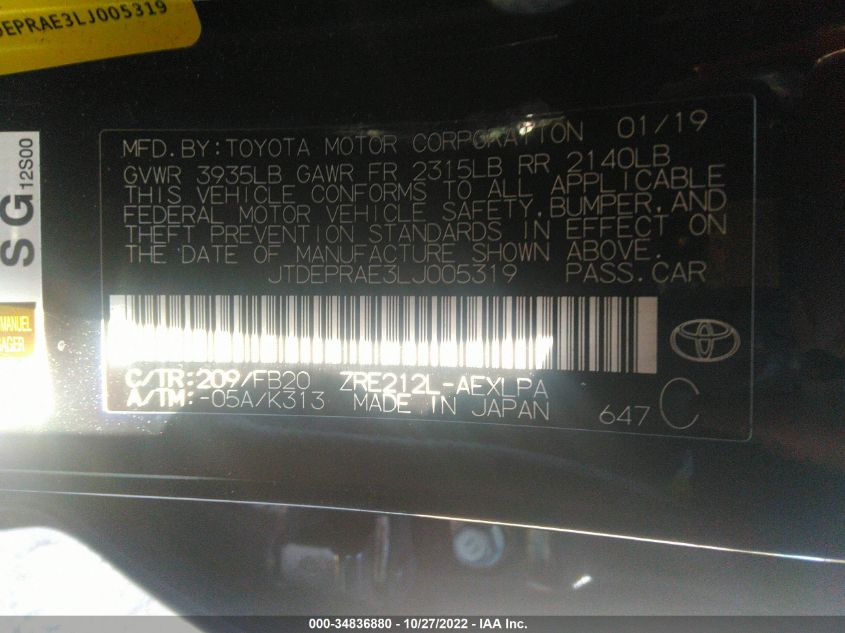 EPRAE3LJ005319
SG
12S00
MANUEL
MFD.BY:TOYOTA MOTOR CORPORATION 01/19
GVWR 3935LB GAWR FR 2315LB RR 2140LB
THIS VEHICLE CONFORMS TO ALL APPLICABLE
FEDERAL MOTOR VEHICLE SAFETY,BUMPER,AND
THEFT PREVENTION STANDARDS IN EFFECT ON
THE DATE OF MANUFACTURE SHOWN ABOVE.
JTDEPRAE3LJ005319 PASS.CAR
C/TR:209/FB20 ZRE212L-AEXLPA
A/TM:-05A/K313 MADE IN JAPAN 647 C
000-34836880 - 10/27/2022 - IAA Inc.